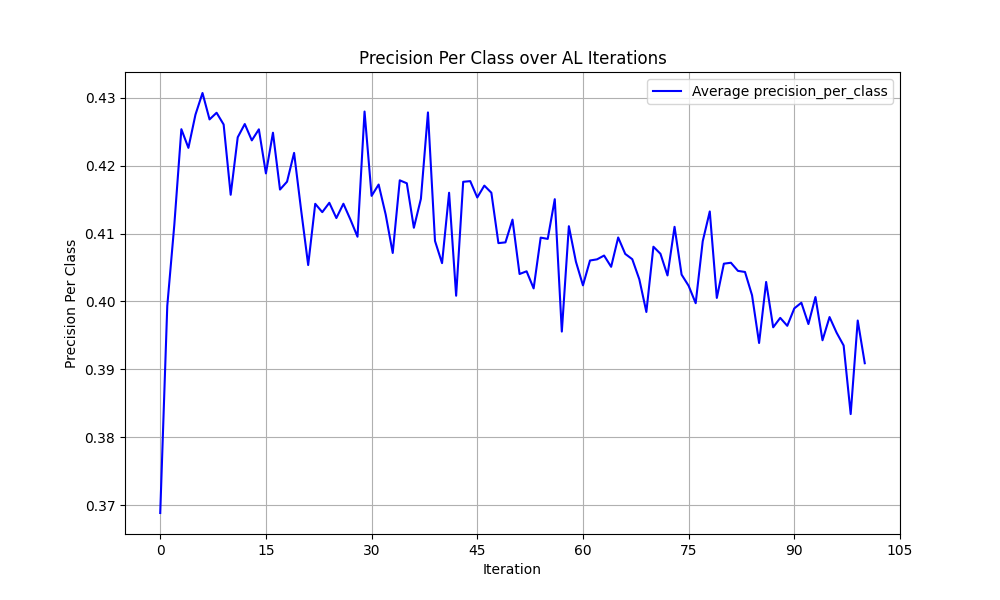 Precision Per Class over AL Iterations
Average precision_per_class
Precision Per Class
0.43
0.42
0.41
0.40
0.39
0.38
0.37
0 15 30 45 60 75 90 105
Iteration